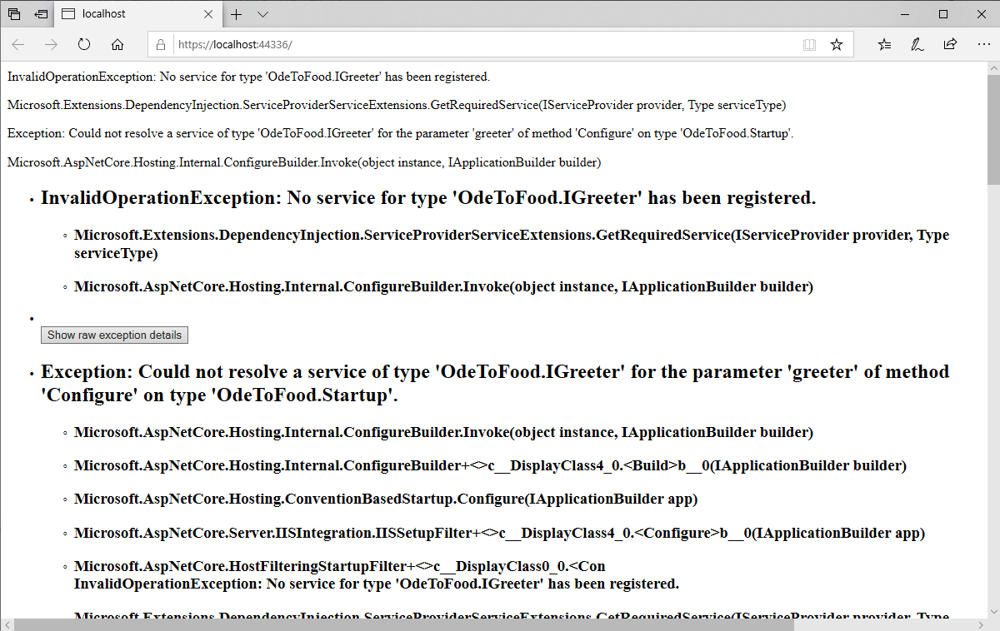 localhost
https://localhost:44336/
InvalidOperationException: No service for type 'OdeToFood.IGreeter' has been registered.
Microsoft.Extensions.DependencyInjection.ServiceProviderServiceExtensions.GetRequiredService(IServiceProvider provider, Type serviceType)
Exception: Could not resolve a service of type 'OdeToFood.IGreeter' for the parameter 'greeter' of method 'Configure' on type 'OdeToFood.Startup'.
Microsoft.AspNetCore.Hosting.Internal.ConfigureBuilder.Invoke(object instance, IApplicationBuilder builder)
InvalidOperationException: No service for type 'OdeToFood.IGreeter' has been registered.
Microsoft.Extensions.DependencyInjection.ServiceProviderServiceExtensions.GetRequiredService(IServiceProvider provider, Type
serviceType)
Microsoft.AspNetCore.Hosting.Internal.ConfigureBuilder.Invoke(object instance, IApplicationBuilder builder)
Show raw exception details
Exception: Could not resolve a service of type 'OdeToFood.IGreeter' for the parameter 'greeter' of method
'Configure' on type 'OdeToFood.Startup'.
Microsoft.AspNetCore.Hosting.Internal.ConfigureBuilder.Invoke(object instance, IApplicationBuilder builder)
Microsoft.AspNetCore.Hosting.Internal.ConfigureBuilder+<>c__DisplayClass4_0.<Build>b__0(IApplicationBuilder builder)
Microsoft.AspNetCore.Hosting.ConventionBasedStartup.Configure(IApplicationBuilder app)
Microsoft.AspNetCore.Server.IISIntegration.IISSetupFilter+<>c__DisplayClass4_0.<Configure>b__0(IApplicationBuilder app)
Microsoft.AspNetCore.HostFilteringStartupFilter+<>c__DisplayClass0_0.<Con
InvalidOperationException: No service for type 'OdeToFood.IGreeter' has been registered.
Microsoft.Extensions.DependencyInjection.ServiceProviderServiceExtensions.GetRequiredService(IServiceProvider provider, Type